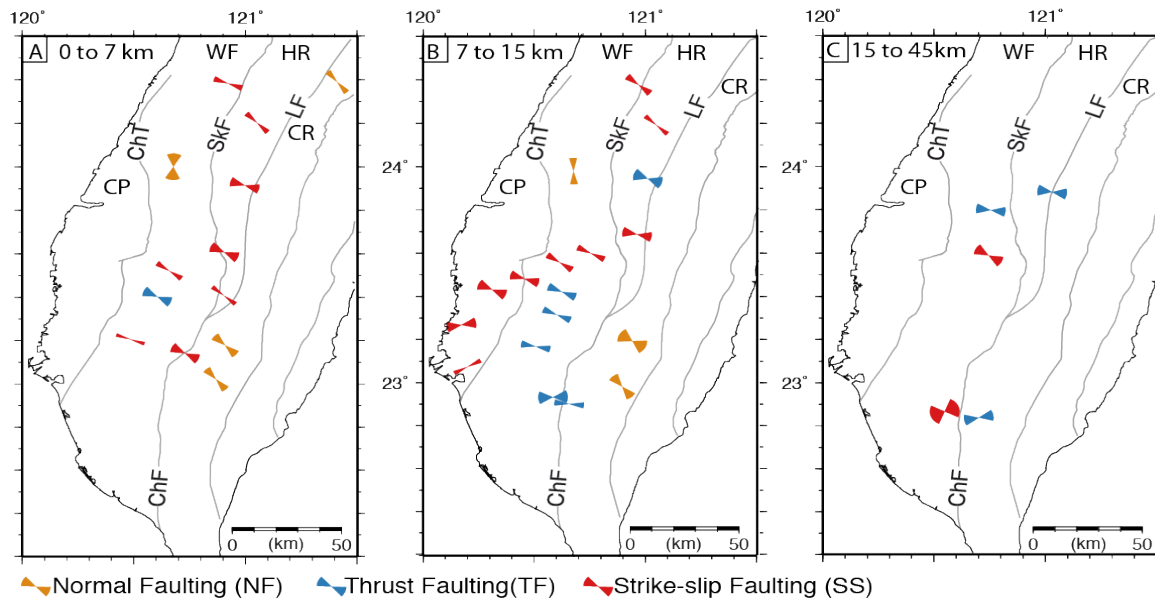 120° 121° 120° 121° 120° 121°
A 0 to 7 km WF HR
B 7 to 15 km WF HR
C 15 to 45km WF HR
LF CR ChT SkF CP ChF
LF CR ChT SkF CP ChF
LF CR ChT SkF CP ChF
24° 24°
23° 23°
0 (km) 50
0 (km) 50
0 (km) 50
Normal Faulting (NF) Thrust Faulting(TF) Strike-slip Faulting (SS)